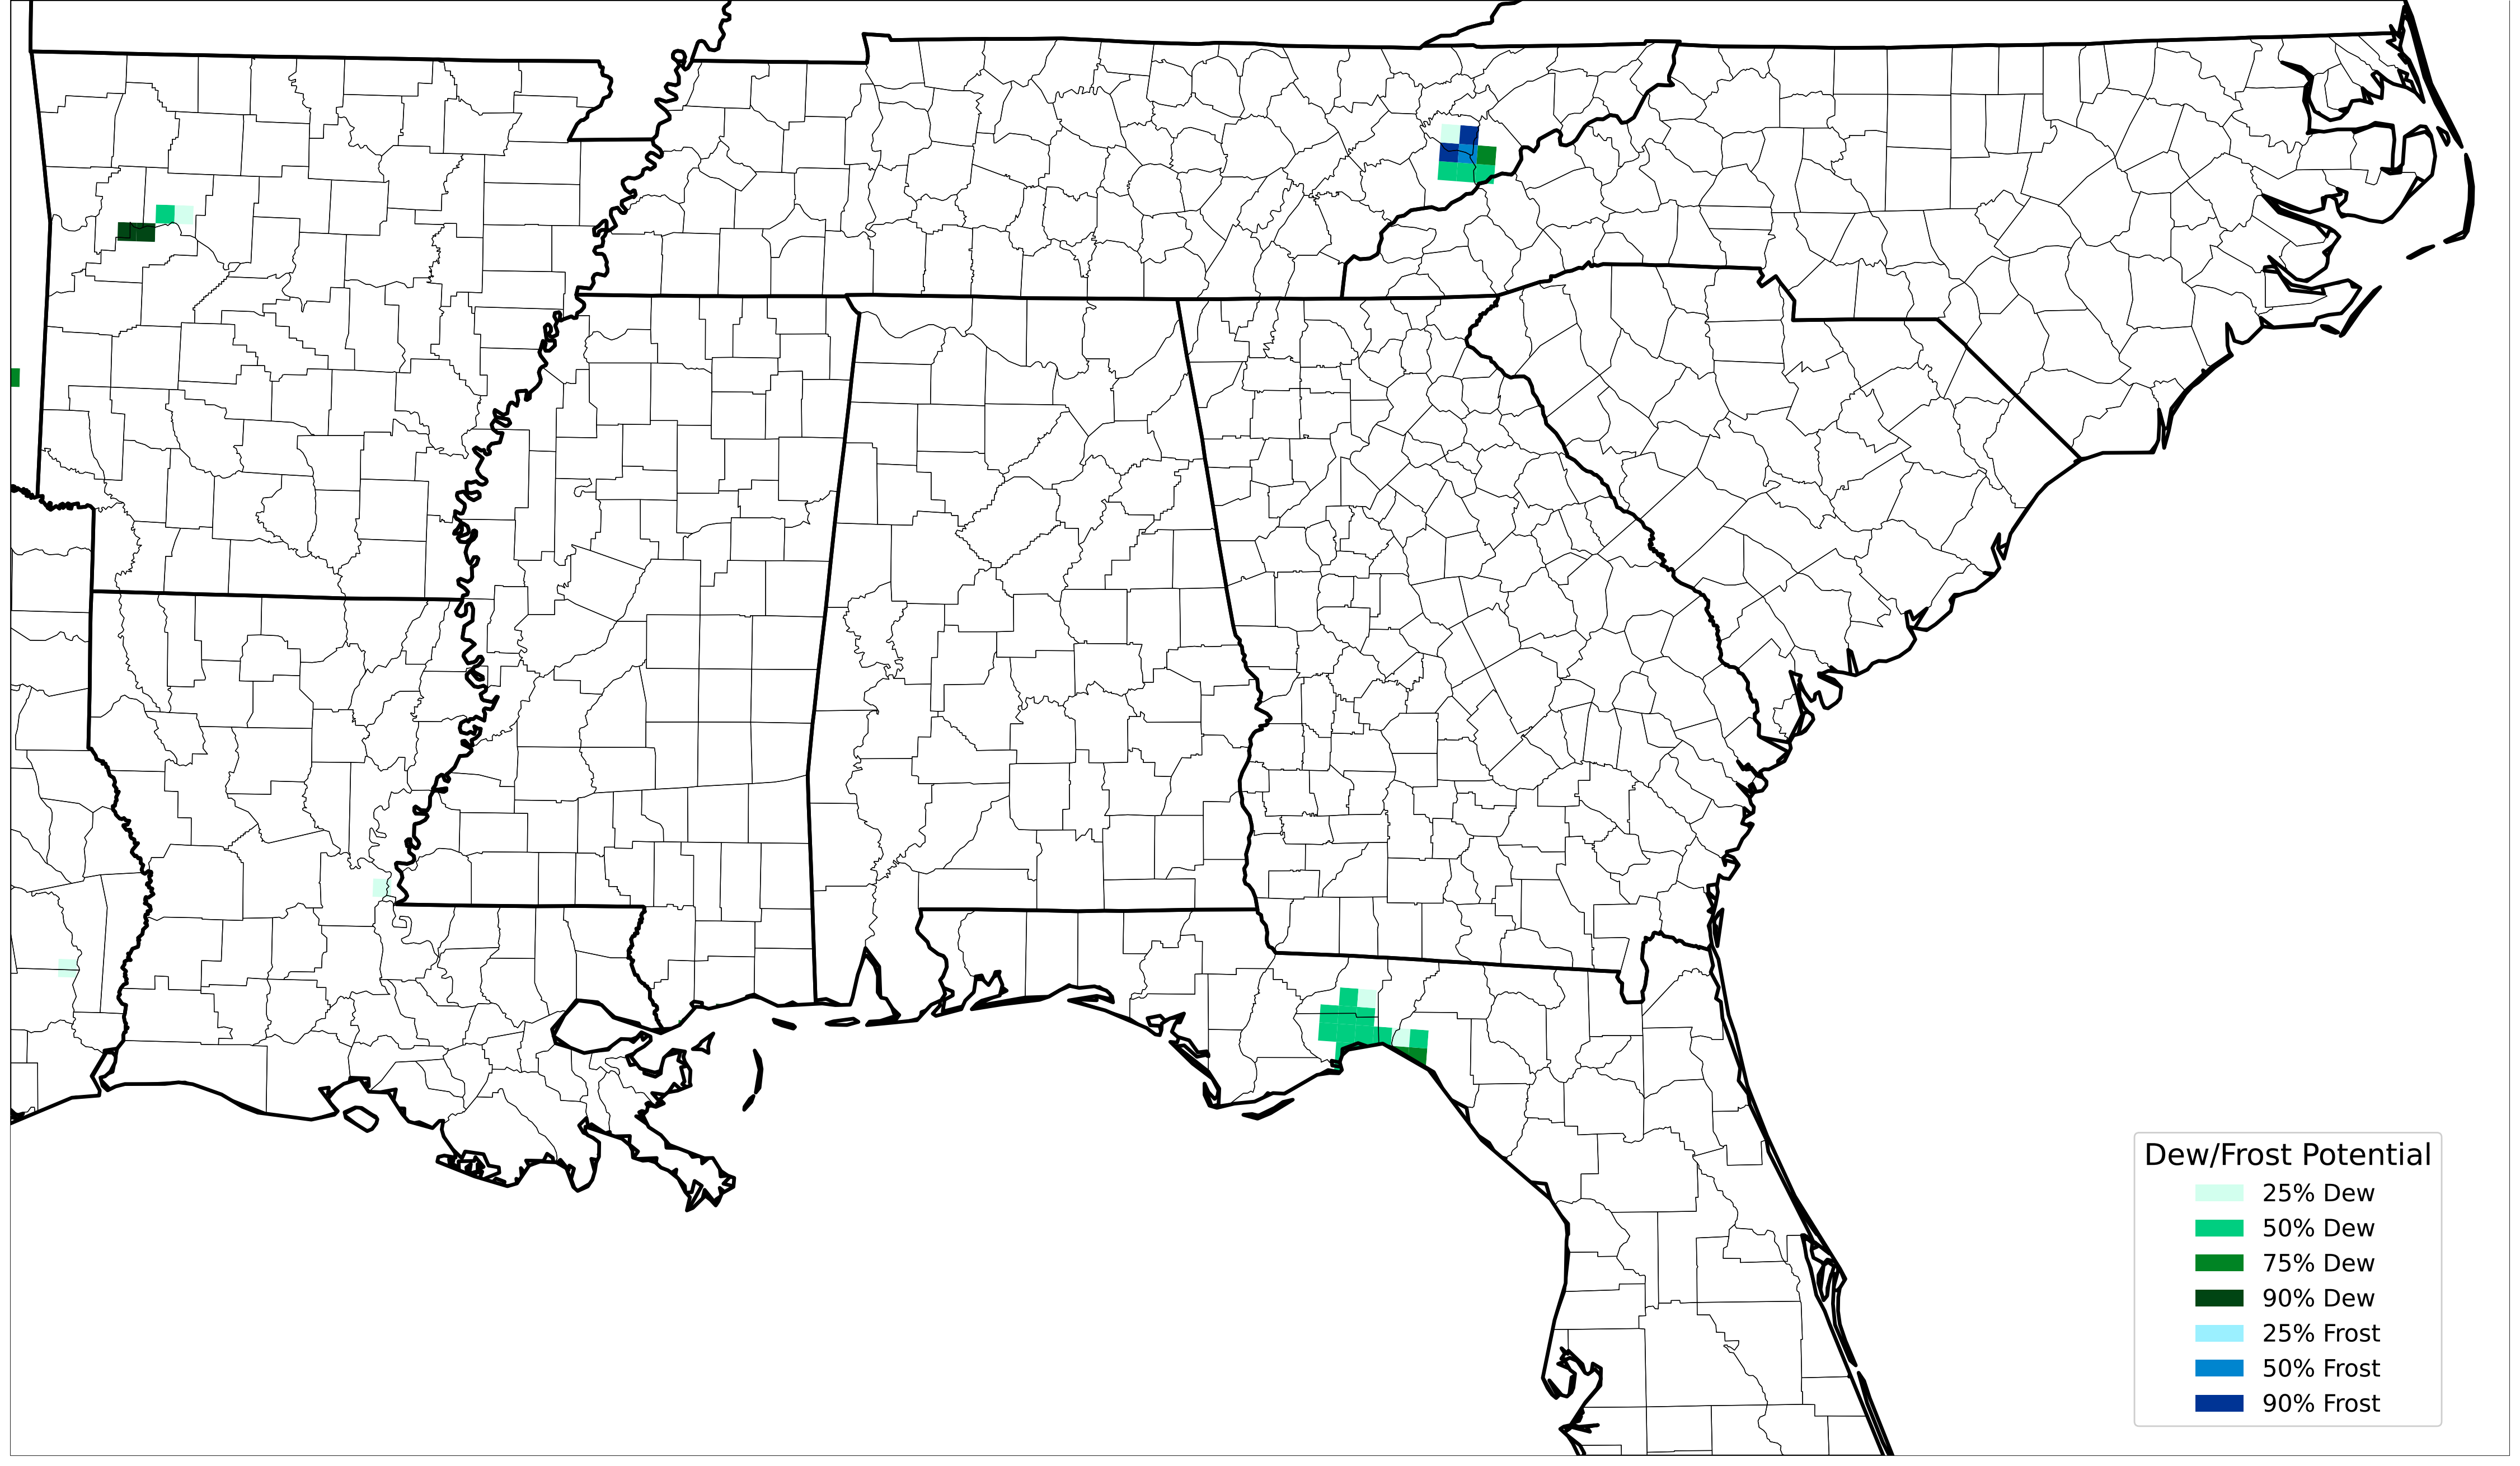 Dew/Frost Potential
25% Dew
50% Dew
75% Dew
90% Dew
25% Frost
50% Frost
90% Frost